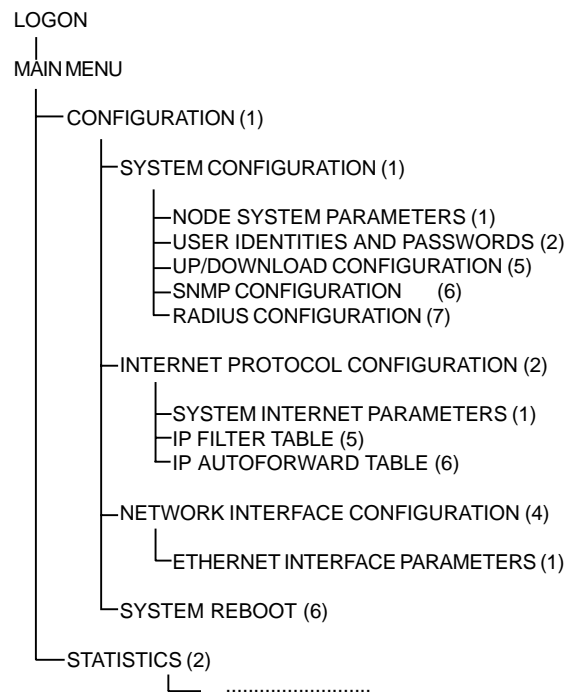 LOGON
MAIN MENU
CONFIGURATION (1)
SYSTEM CONFIGURATION (1)
NODE SYSTEM PARAMETERS (1)
USER IDENTITIES AND PASSWORDS (2)
UP/DOWNLOAD CONFIGURATION (5)
SNMP CONFIGURATION (6)
RADIUS CONFIGURATION (7)
INTERNET PROTOCOL CONFIGURATION (2)
SYSTEM INTERNET PARAMETERS (1)
IP FILTER TABLE (5)
IP AUTOFORWARD TABLE (6)
NETWORK INTERFACE CONFIGURATION (4)
ETHERNET INTERFACE PARAMETERS (1)
SYSTEM REBOOT (6)
STATISTICS (2)
..........................